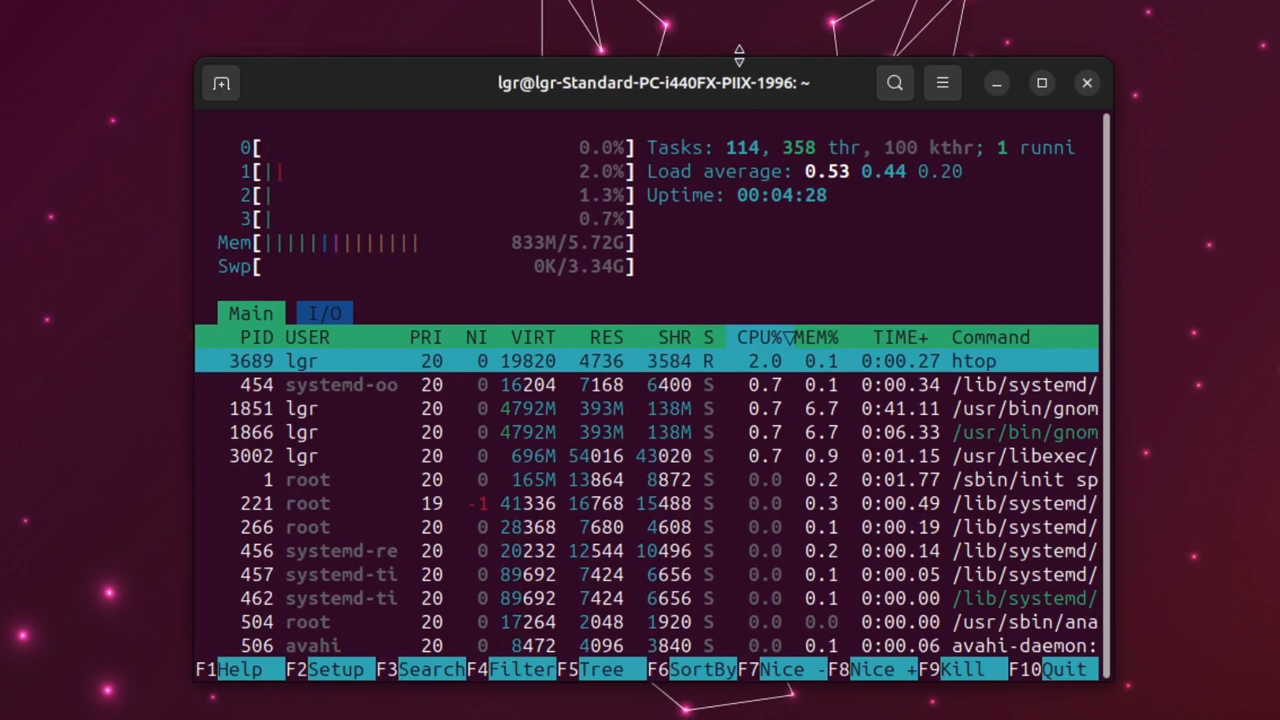 lgr@lgr-Standard-PC-i440FX-PIIX-1996: ~
0[ 0.0%] Tasks: 114, 358 thr, 100 kthr; 1 runni
1[|| 2.0%] Load average: 0.53 0.44 0.20
2[| 1.3%] Uptime: 00:04:28
3[| 0.7%]
Mem[|||||||||||||| 833M/5.72G]
Swp[ 0K/3.34G]
Main I/O
PID USER PRI NI VIRT RES SHR S CPU%▽MEM% TIME+ Command
3689 lgr 20 0 19820 4736 3584 R 2.0 0.1 0:00.27 htop
454 systemd-oo 20 0 16204 7168 6400 S 0.7 0.1 0:00.34 /lib/systemd/
1851 lgr 20 0 4792M 393M 138M S 0.7 6.7 0:41.11 /usr/bin/gnom
1866 lgr 20 0 4792M 393M 138M S 0.7 6.7 0:06.33 /usr/bin/gnom
3002 lgr 20 0 696M 54016 43020 S 0.7 0.9 0:01.15 /usr/libexec/
1 root 20 0 165M 13864 8872 S 0.0 0.2 0:01.77 /sbin/init sp
221 root 19 -1 41336 16768 15488 S 0.0 0.3 0:00.49 /lib/systemd/
266 root 20 0 28368 7680 4608 S 0.0 0.1 0:00.19 /lib/systemd/
456 systemd-re 20 0 20232 12544 10496 S 0.0 0.2 0:00.14 /lib/systemd/
457 systemd-ti 20 0 89692 7424 6656 S 0.0 0.1 0:00.05 /lib/systemd/
462 systemd-ti 20 0 89692 7424 6656 S 0.0 0.1 0:00.00 /lib/systemd/
504 root 20 0 17264 2048 1920 S 0.0 0.0 0:00.00 /usr/sbin/ana
506 avahi 20 0 8472 4096 3840 S 0.0 0.1 0:00.06 avahi-daemon:
F1Help F2Setup F3SearchF4FilterF5Tree F6SortByF7Nice -F8Nice +F9Kill F10Quit